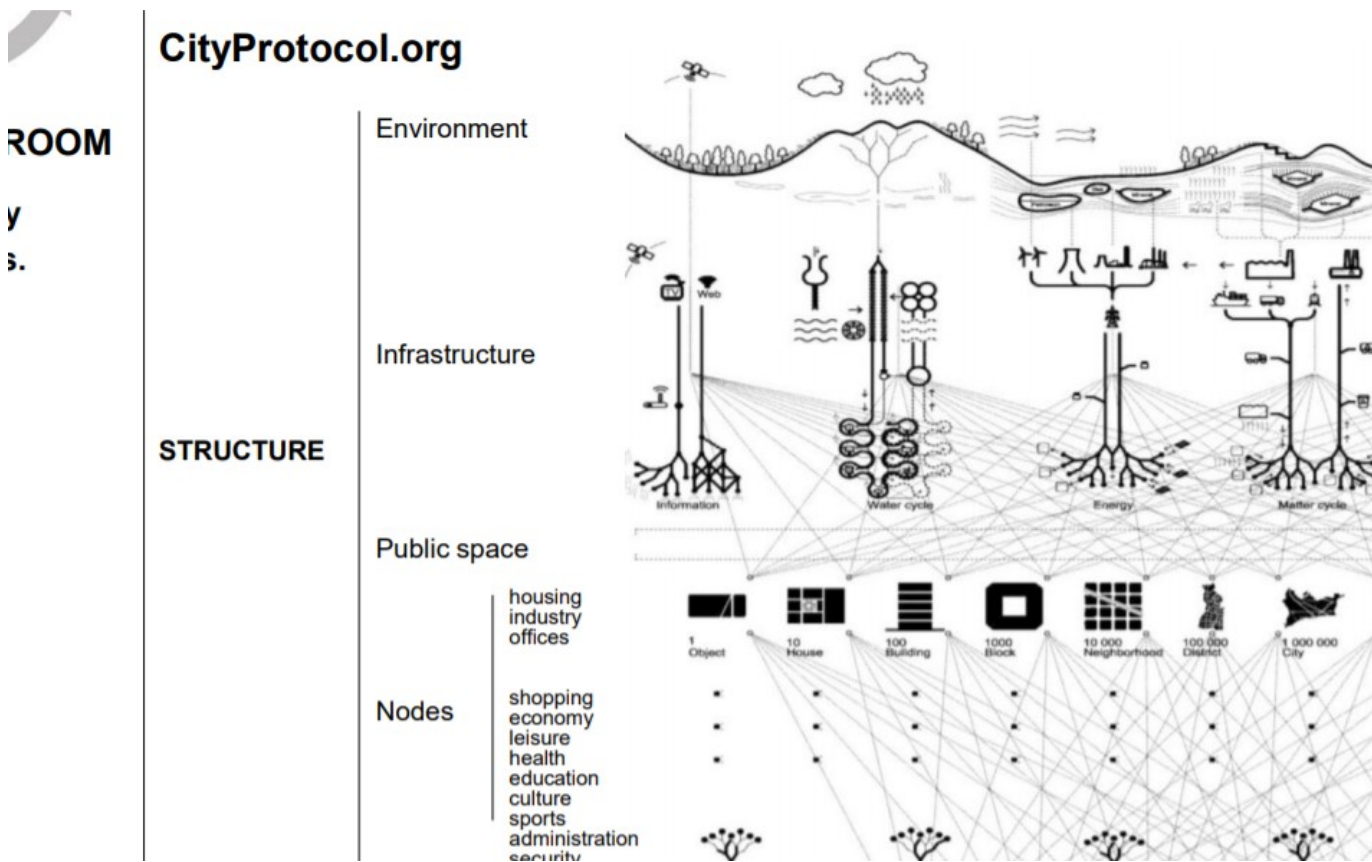 CityProtocol.org
ROOM
y
s.
Environment
Infrastructure
STRUCTURE
Public space
Nodes
housing
industry
offices
shopping
economy
leisure
health
education
culture
sports
administration
security
TV
Web
Information
Water cycle
Energy
Matter cycle
1
Object
10
House
100
Building
1000
Block
10 000
Neighborhood
100 000
District
1 000 000
City